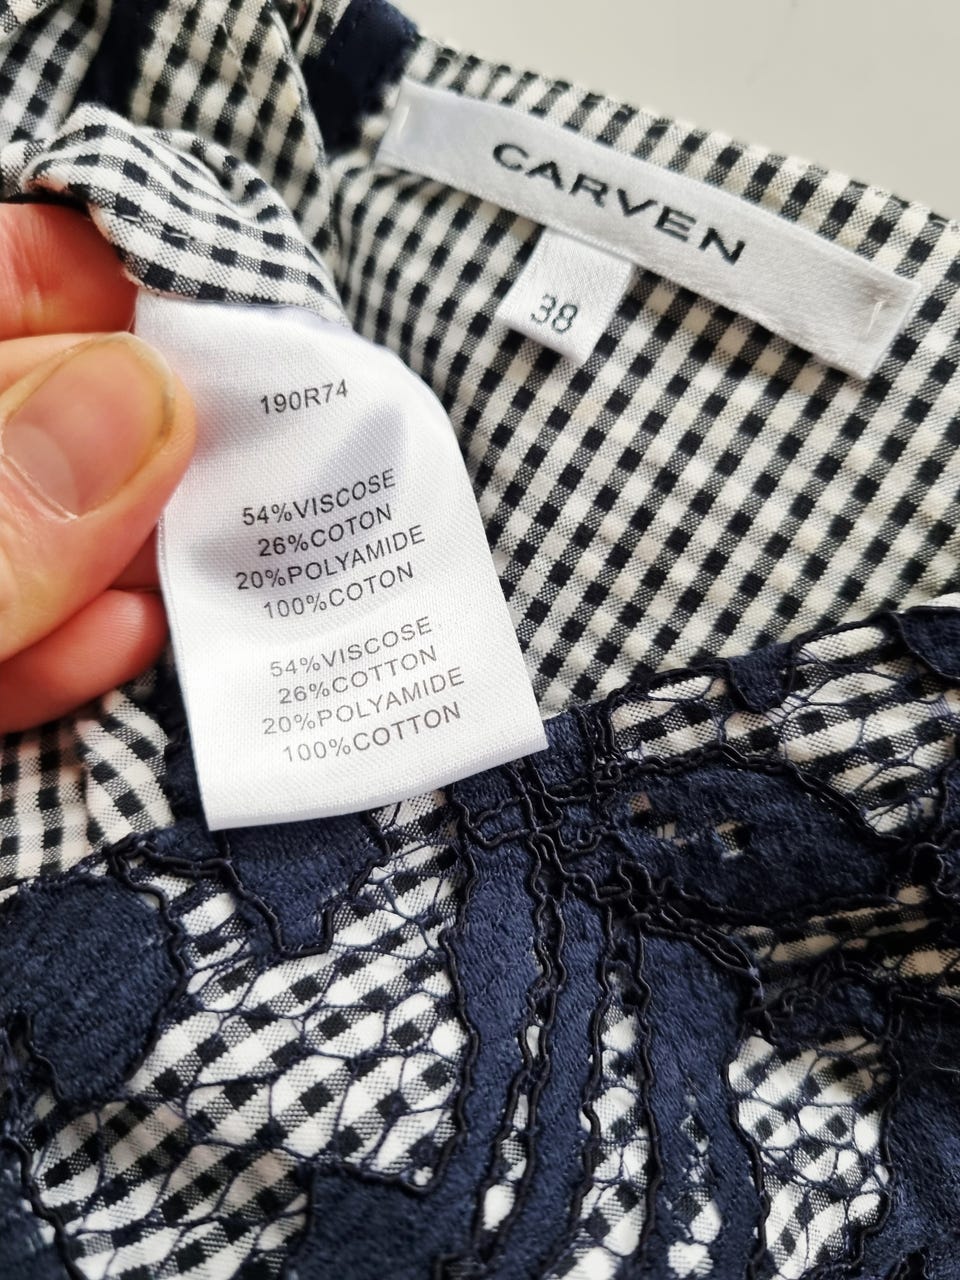 CARVEN
38
190R74
54%VISCOSE
26%COTON
20%POLYAMIDE
100%COTON
54%VISCOSE
26%COTTON
20%POLYAMIDE
100%COTTON